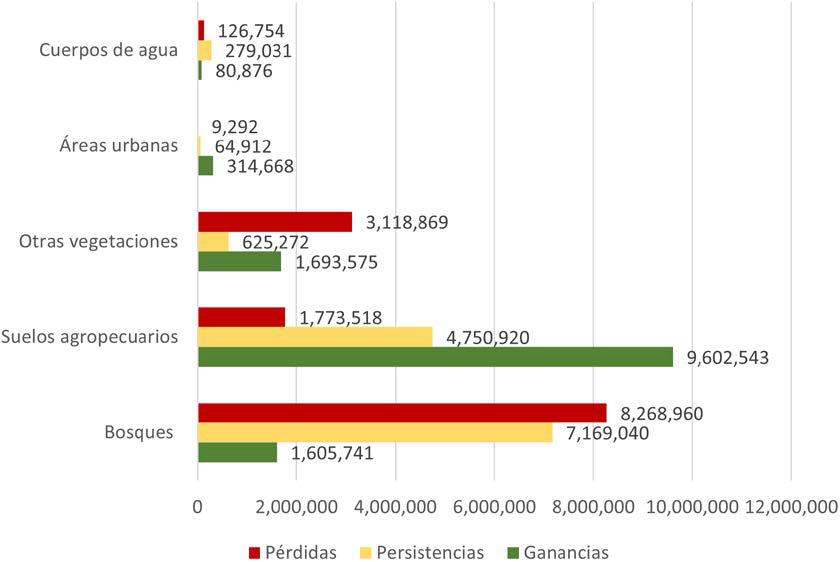 126,754
Cuerpos de agua 279,031
80,876
9,292
Áreas urbanas 64,912
314,668
3,118,869
Otras vegetaciones 625,272
1,693,575
1,773,518
Suelos agropecuarios 4,750,920
9,602,543
8,268,960
Bosques 7,169,040
1,605,741
0 2,000,000 4,000,000 6,000,000 8,000,000 10,000,000 12,000,000
Pérdidas Persistencias Ganancias